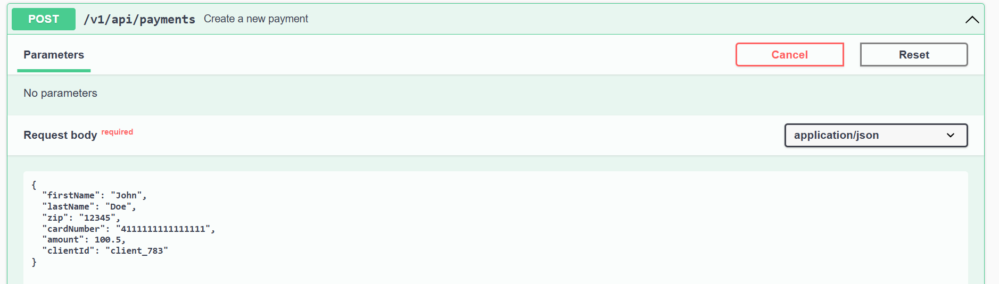 POST /v1/api/payments Create a new payment
Parameters
Cancel
Reset
No parameters
Request body required
application/json
{
  "firstName": "John",
  "lastName": "Doe",
  "zip": "12345",
  "cardNumber": "4111111111111111",
  "amount": 100.5,
  "clientId": "client_783"
}